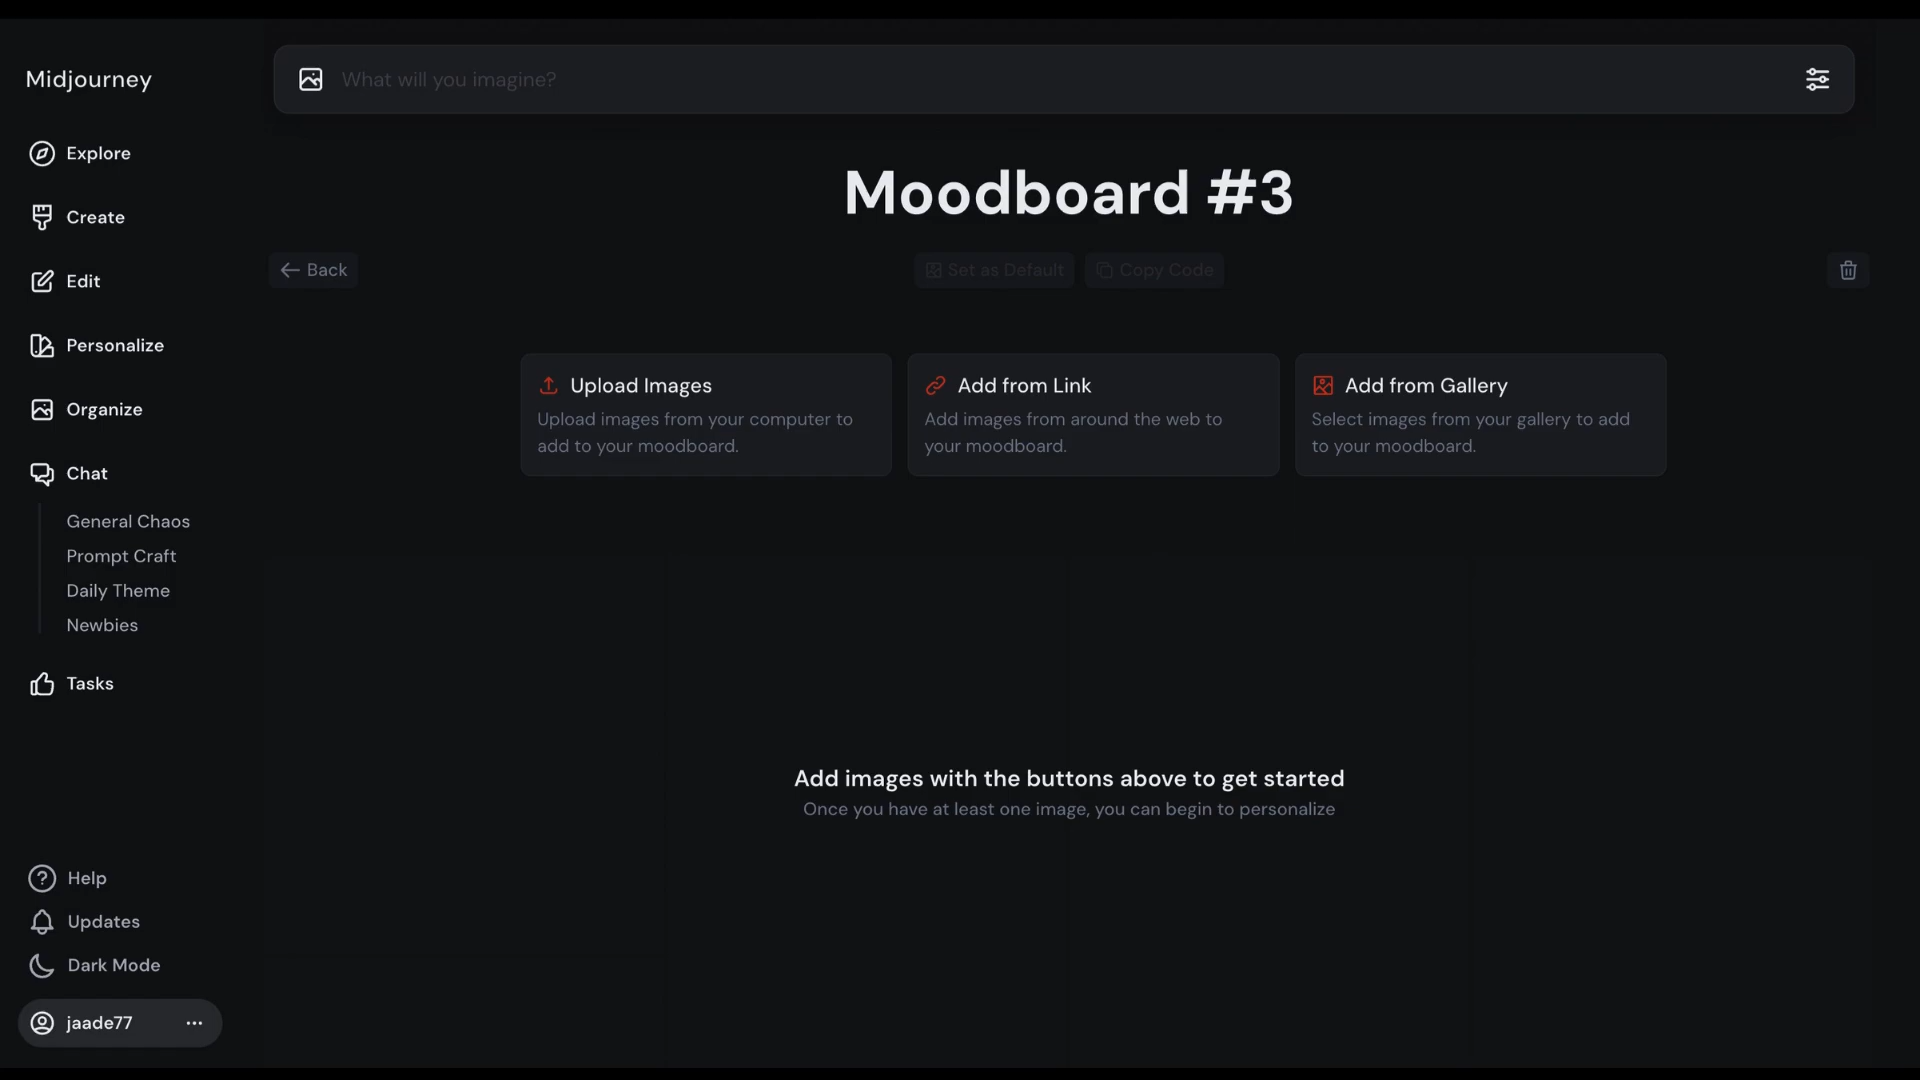 Midjourney
What will you imagine?
Explore
Create
Edit
Personalize
Organize
Chat
General Chaos
Prompt Craft
Daily Theme
Newbies
Tasks
Help
Updates
Dark Mode
jaade77
Moodboard #3
Back
Set as Default
Copy Code
Upload Images
Upload images from your computer to
add to your moodboard.
Add from Link
Add images from around the web to
your moodboard.
Add from Gallery
Select images from your gallery to add
to your moodboard.
Add images with the buttons above to get started
Once you have at least one image, you can begin to personalize